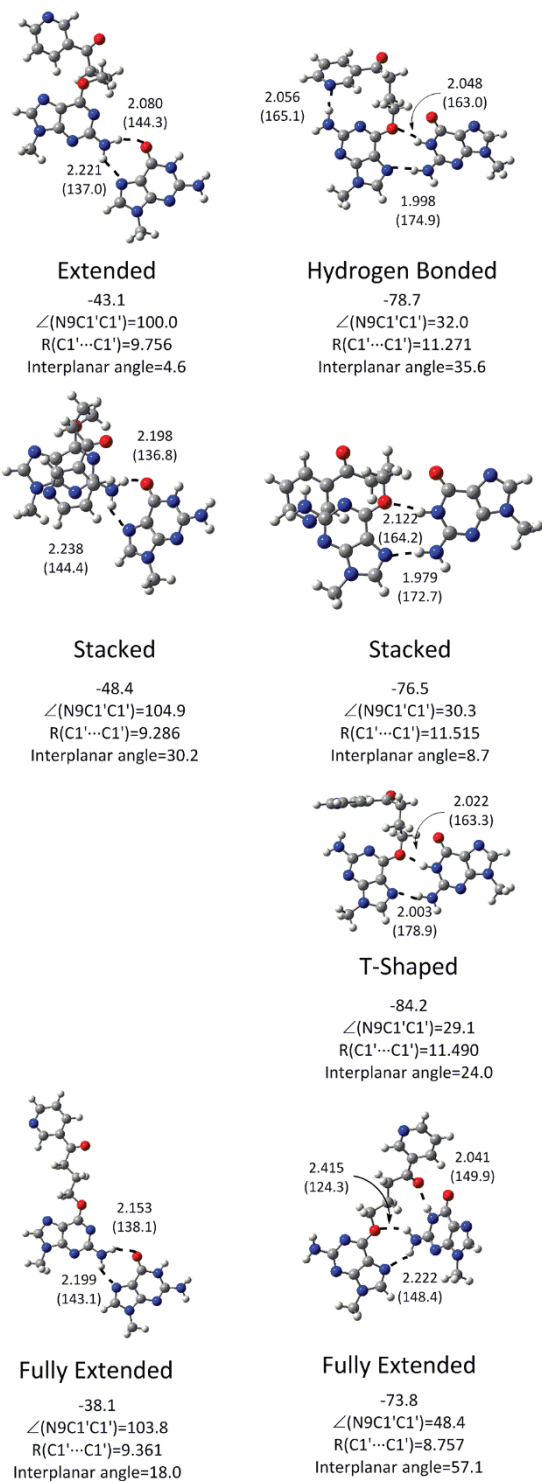 2.080
(144.3)
2.221
(137.0)
Extended
-43.1
∠(N9C1'C1')=100.0
R(C1'···C1')=9.756
Interplanar angle=4.6
2.056
(165.1)
2.048
(163.0)
1.998
(174.9)
Hydrogen Bonded
-78.7
∠(N9C1'C1')=32.0
R(C1'···C1')=11.271
Interplanar angle=35.6
2.198
(136.8)
2.238
(144.4)
Stacked
-48.4
∠(N9C1'C1')=104.9
R(C1'···C1')=9.286
Interplanar angle=30.2
2.122
(164.2)
1.979
(172.7)
Stacked
-76.5
∠(N9C1'C1')=30.3
R(C1'···C1')=11.515
Interplanar angle=8.7
2.022
(163.3)
2.003
(178.9)
T-Shaped
-84.2
∠(N9C1'C1')=29.1
R(C1'···C1')=11.490
Interplanar angle=24.0
2.153
(138.1)
2.199
(143.1)
Fully Extended
-38.1
∠(N9C1'C1')=103.8
R(C1'···C1')=9.361
Interplanar angle=18.0
2.041
(149.9)
2.415
(124.3)
2.222
(148.4)
Fully Extended
-73.8
∠(N9C1'C1')=48.4
R(C1'···C1')=8.757
Interplanar angle=57.1